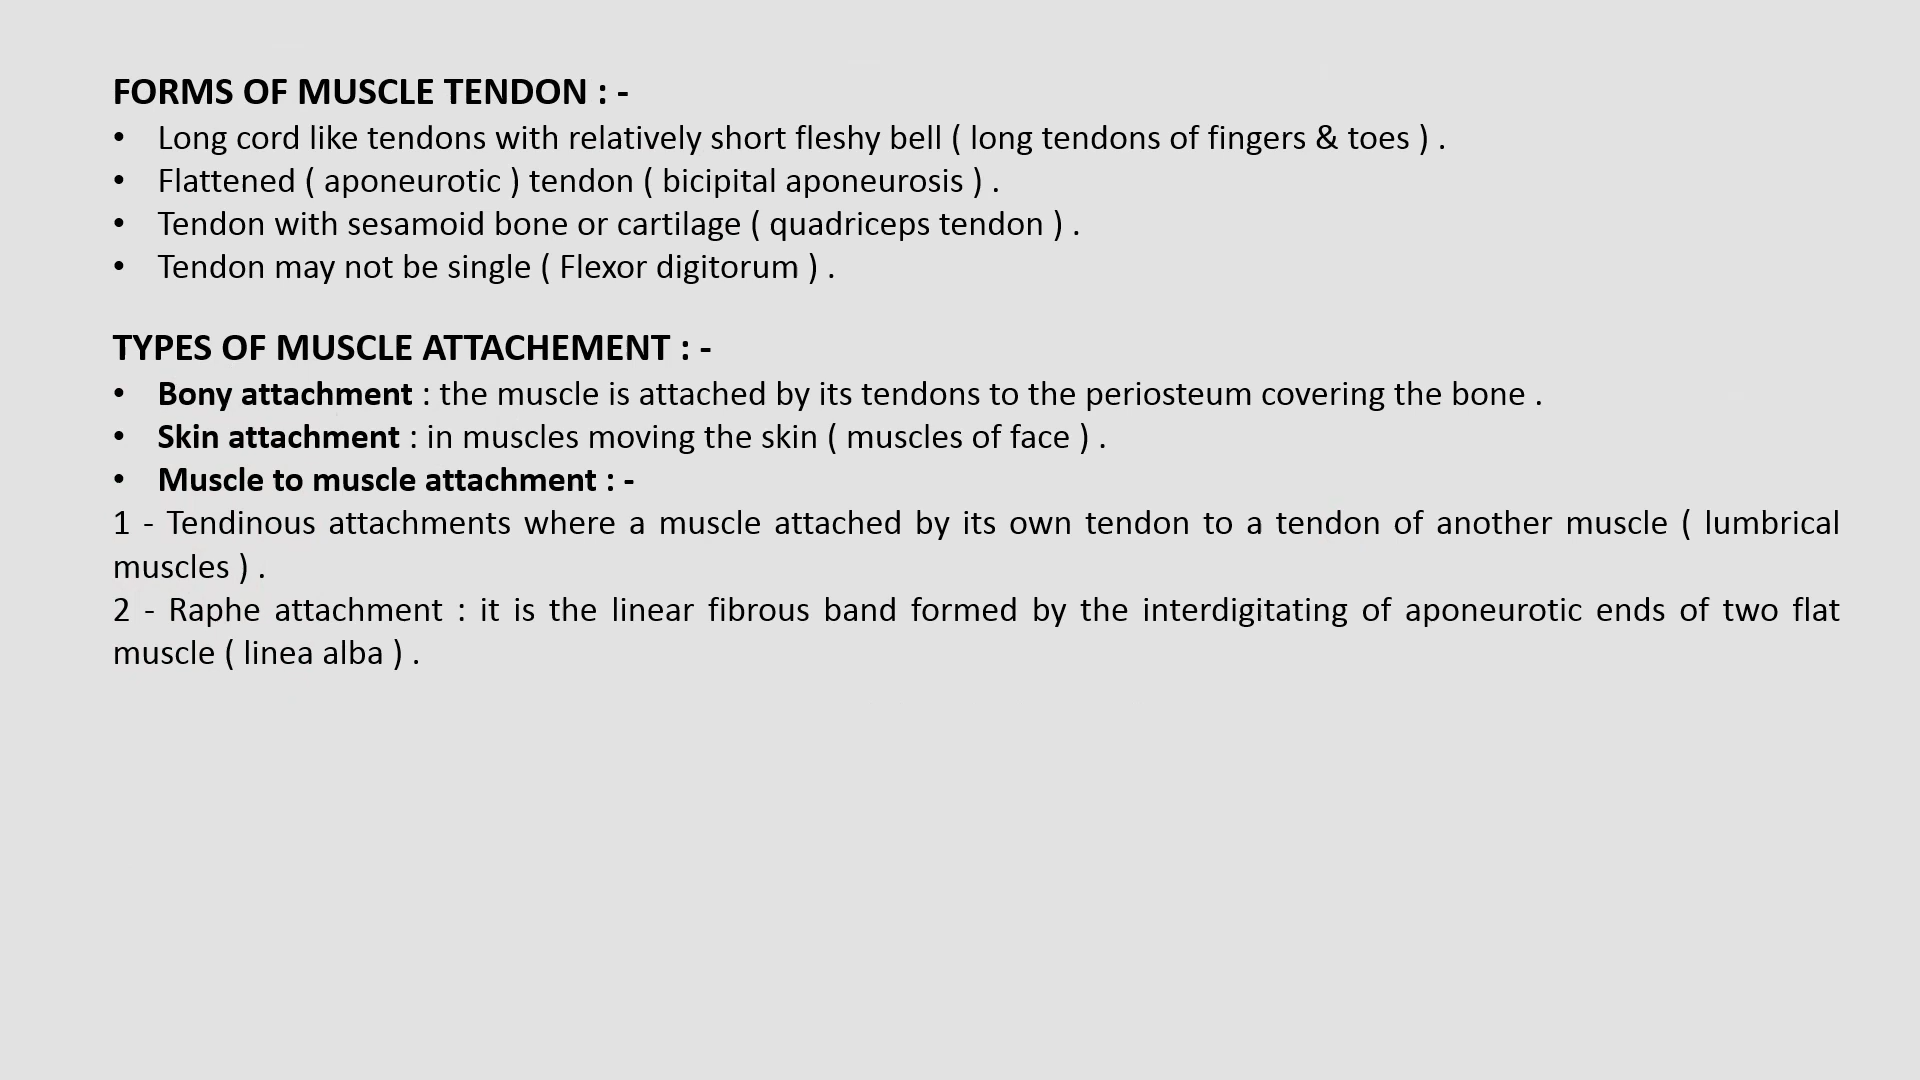 FORMS OF MUSCLE TENDON : -
• Long cord like tendons with relatively short fleshy bell ( long tendons of fingers & toes ) .
• Flattened ( aponeurotic ) tendon ( bicipital aponeurosis ) .
• Tendon with sesamoid bone or cartilage ( quadriceps tendon ) .
• Tendon may not be single ( Flexor digitorum ) .
TYPES OF MUSCLE ATTACHEMENT : -
• Bony attachment : the muscle is attached by its tendons to the periosteum covering the bone .
• Skin attachment : in muscles moving the skin ( muscles of face ) .
• Muscle to muscle attachment : -
1 - Tendinous attachments where a muscle attached by its own tendon to a tendon of another muscle ( lumbrical
muscles ) .
2 - Raphe attachment : it is the linear fibrous band formed by the interdigitating of aponeurotic ends of two flat
muscle ( linea alba ) .